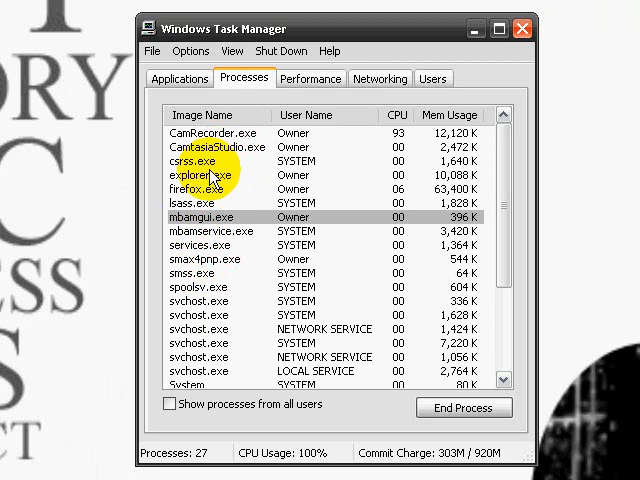 ORY
C
ESS
S
CT
Windows Task Manager
File Options View Shut Down Help
Applications Processes Performance Networking Users
Image Name User Name CPU Mem Usage
CamRecorder.exe Owner 93 12,120 K
CamtasiaStudio.exe Owner 00 2,472 K
csrss.exe SYSTEM 00 1,640 K
explorer.exe Owner 00 10,088 K
firefox.exe Owner 06 63,400 K
lsass.exe SYSTEM 00 1,828 K
mbamgui.exe Owner 00 396 K
mbamservice.exe SYSTEM 00 3,420 K
services.exe SYSTEM 00 1,364 K
smax4pnp.exe Owner 00 544 K
smss.exe SYSTEM 00 64 K
spoolsv.exe SYSTEM 00 604 K
svchost.exe SYSTEM 00 336 K
svchost.exe SYSTEM 00 1,628 K
svchost.exe NETWORK SERVICE 00 1,424 K
svchost.exe SYSTEM 00 7,220 K
svchost.exe NETWORK SERVICE 00 1,056 K
svchost.exe LOCAL SERVICE 00 2,764 K
System SYSTEM 00 80 K
Show processes from all users End Process
Processes: 27 CPU Usage: 100% Commit Charge: 303M / 920M